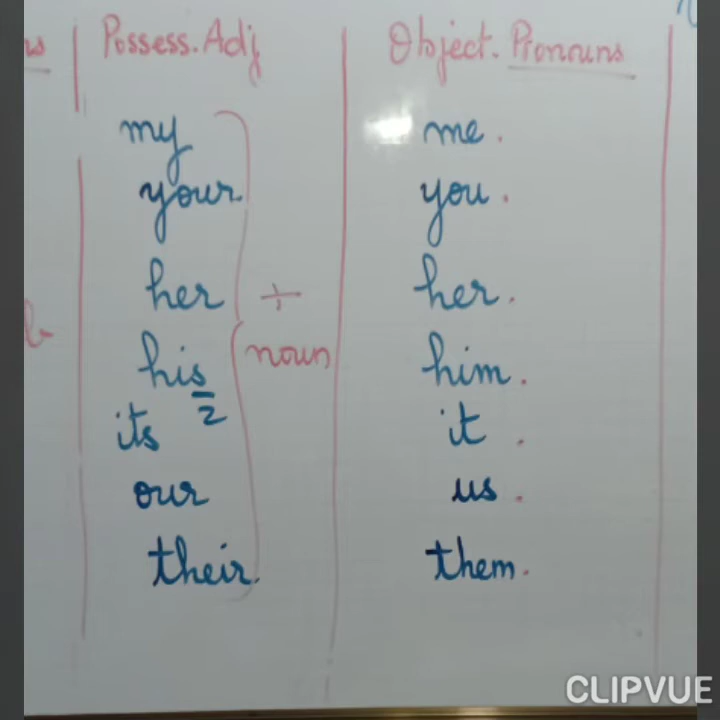 Possess. Adj
Object. Pronouns
my
me.
your
you.
her
her.
+
noun
his
him.
z
its
it.
our
us.
their.
them.
CLIPVUE